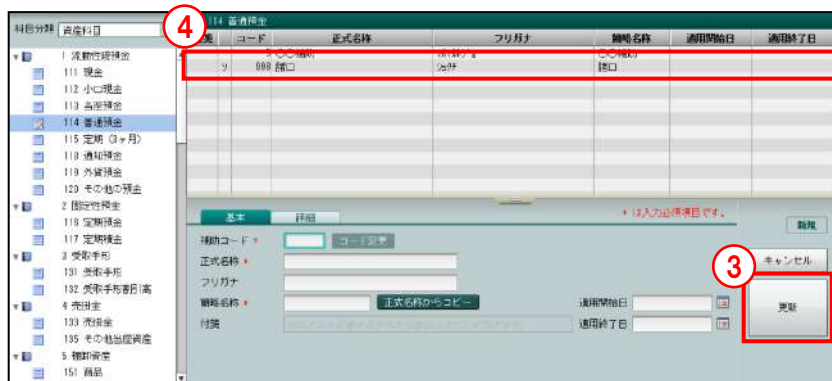 科目分類 資産科目
114 普通預金
④
コード 正式名称 フリガナ 簡略名称 適用開始日 適用終了日
9 999 諸口 諸口
1 流動性預金
111 現金
112 小口現金
113 当座預金
114 普通預金
115 定期（3ヶ月）
118 通知預金
119 外貨預金
120 その他の預金
2 固定性預金
116 定期預金
117 定期積金
3 受取手形
131 受取手形
132 受取手形割引高
4 売掛金
133 売掛金
135 その他当座資産
5 棚卸資産
151 商品
基本 詳細
* は入力必須項目です。
新規
補助コード * コード変更
正式名称 *
フリガナ
簡略名称 * 正式名称からコピー 適用開始日
付箋 適用終了日
キャンセル
③
更新